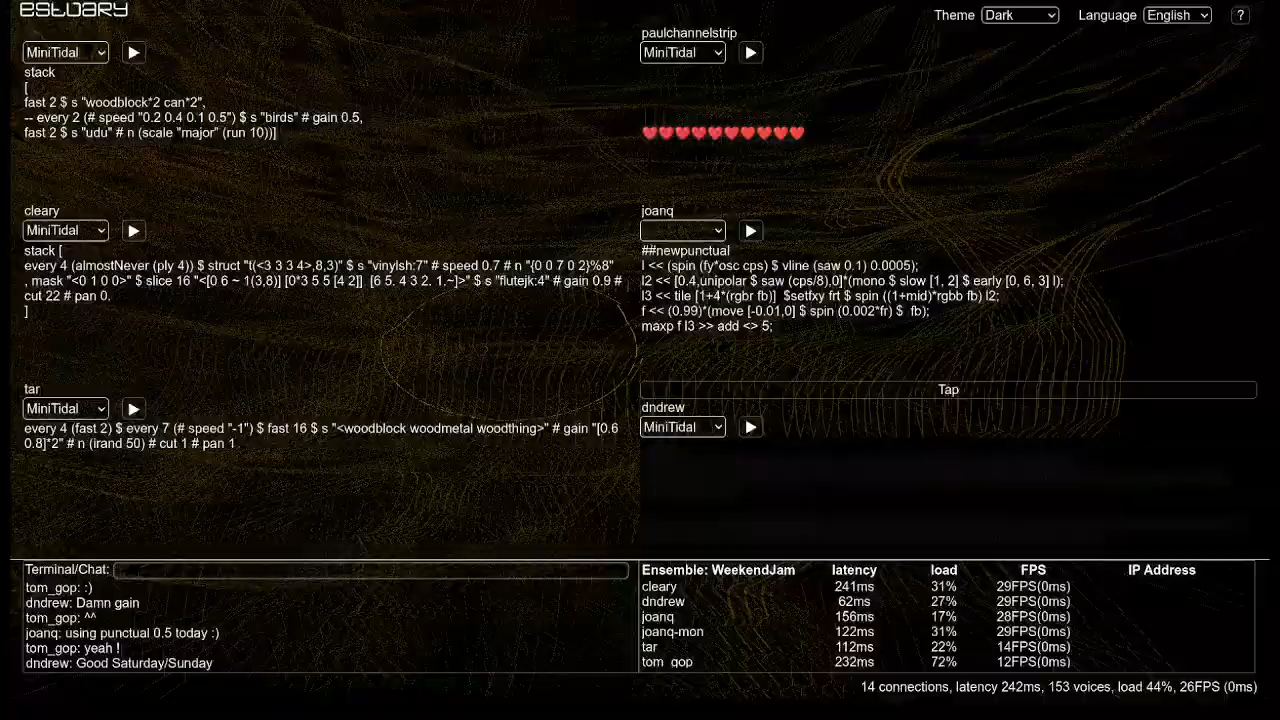 estuary
Theme Dark Language English ?
MiniTidal
stack
[
fast 2 $ s "woodblock*2 can*2",
-- every 2 (# speed "0.2 0.4 0.1 0.5") $ s "birds" # gain 0.5,
fast 2 $ s "udu" # n (scale "major" (run 10))]
paulchannelstrip
MiniTidal
cleary
MiniTidal
stack [
every 4 (almostNever (ply 4)) $ struct "t(<3 3 3 4>,8,3)" $ s "vinylsh:7" # speed 0.7 # n "{0 0 7 0 2}%8"
, mask "<0 1 0 0>" $ slice 16 "<[0 6 ~ 1(3,8)] [0*3 5 5 [4 2]] [6 5. 4 3 2. 1.~]>" $ s "flutejk:4" # gain 0.9 #
cut 22 # pan 0.
]
joanq
##newpunctual
l << (spin (fy*osc cps) $ vline (saw 0.1) 0.0005);
l2 << [0.4,unipolar $ saw (cps/8),0]*(mono $ slow [1, 2] $ early [0, 6, 3] l);
l3 << tile [1+4*(rgbr fb)] $setfxy frt $ spin ((1+mid)*rgbb fb) l2;
f << (0.99)*(move [-0.01,0] $ spin (0.002*fr) $ fb);
maxp f l3 >> add <> 5;
tar
MiniTidal
every 4 (fast 2) $ every 7 (# speed "-1") $ fast 16 $ s "<woodblock woodmetal woodthing>" # gain "[0.6
0.8]*2" # n (irand 50) # cut 1 # pan 1
Tap
dndrew
MiniTidal
Terminal/Chat:
tom_gop: :)
dndrew: Damn gain
tom_gop: ^^
joanq: using punctual 0.5 today :)
tom_gop: yeah !
dndrew: Good Saturday/Sunday
Ensemble: WeekendJam latency load FPS IP Address
cleary 241ms 31% 29FPS(0ms)
dndrew 62ms 27% 29FPS(0ms)
joanq 156ms 17% 28FPS(0ms)
joanq-mon 122ms 31% 29FPS(0ms)
tar 112ms 22% 14FPS(0ms)
tom_gop 232ms 72% 12FPS(0ms)
14 connections, latency 242ms, 153 voices, load 44%, 26FPS (0ms)